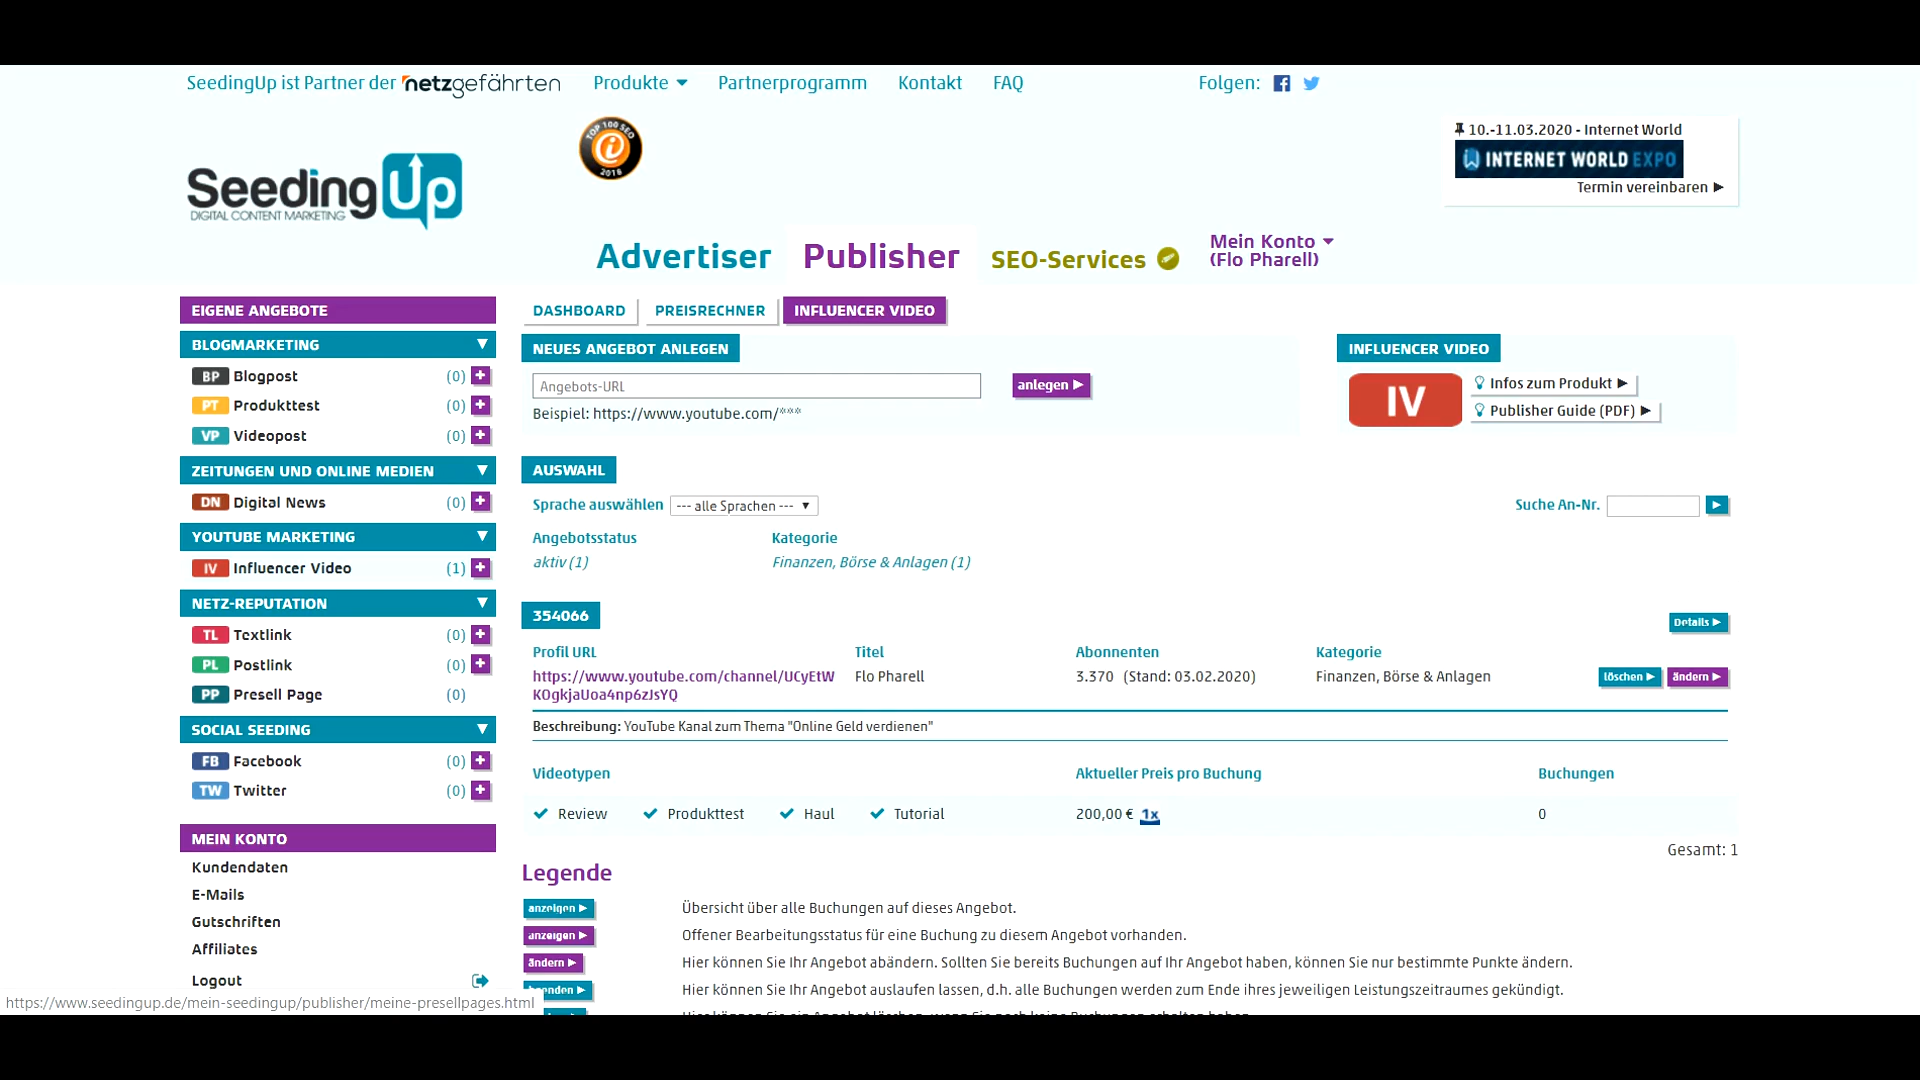 SeedingUp ist Partner der netzgefährten Produkte Partnerprogramm Kontakt FAQ Folgen:
TOP 100 SEO
2018
10.-11.03.2020 - Internet World
INTERNET WORLD EXPO
Termin vereinbaren
SeedingUp
DIGITAL CONTENT MARKETING
Advertiser Publisher SEO-Services Mein Konto
(Flo Pharell)
EIGENE ANGEBOTE
BLOGMARKETING
BP Blogpost (0) +
PT Produkttest (0) +
VP Videopost (0) +
ZEITUNGEN UND ONLINE MEDIEN
DN Digital News (0) +
YOUTUBE MARKETING
IV Influencer Video (1) +
NETZ-REPUTATION
TL Textlink (0) +
PL Postlink (0) +
PP Presell Page (0)
SOCIAL SEEDING
FB Facebook (0) +
TW Twitter (0) +
MEIN KONTO
Kundendaten
E-Mails
Gutschriften
Affiliates
Logout
https://www.seedingup.de/mein-seedingup/publisher/meine-presellpages.html
DASHBOARD PREISRECHNER INFLUENCER VIDEO
NEUES ANGEBOT ANLEGEN
Angebots-URL anlegen
Beispiel: https://www.youtube.com/***
INFLUENCER VIDEO
IV
Infos zum Produkt
Publisher Guide (PDF)
AUSWAHL
Sprache auswählen --- alle Sprachen --- Suche An-Nr.
Angebotsstatus Kategorie
aktiv (1) Finanzen, Börse & Anlagen (1)
354066
Details
Profil URL Titel Abonnenten Kategorie
https://www.youtube.com/channel/UCyEtW Flo Pharell 3.370 (Stand: 03.02.2020) Finanzen, Börse & Anlagen löschen ändern
KOgkjaUoa4np6zJsYQ
Beschreibung: YouTube Kanal zum Thema "Online Geld verdienen"
Videotypen Aktueller Preis pro Buchung Buchungen
Review Produkttest Haul Tutorial 200,00 € 1x 0
Gesamt: 1
Legende
anzeigen Übersicht über alle Buchungen auf dieses Angebot.
anzeigen Offener Bearbeitungsstatus für eine Buchung zu diesem Angebot vorhanden.
ändern Hier können Sie Ihr Angebot abändern. Sollten Sie bereits Buchungen auf Ihr Angebot haben, können Sie nur bestimmte Punkte ändern.
Hier können Sie Ihr Angebot auslaufen lassen, d.h. alle Buchungen werden zum Ende ihres jeweiligen Leistungszeitraumes gekündigt.